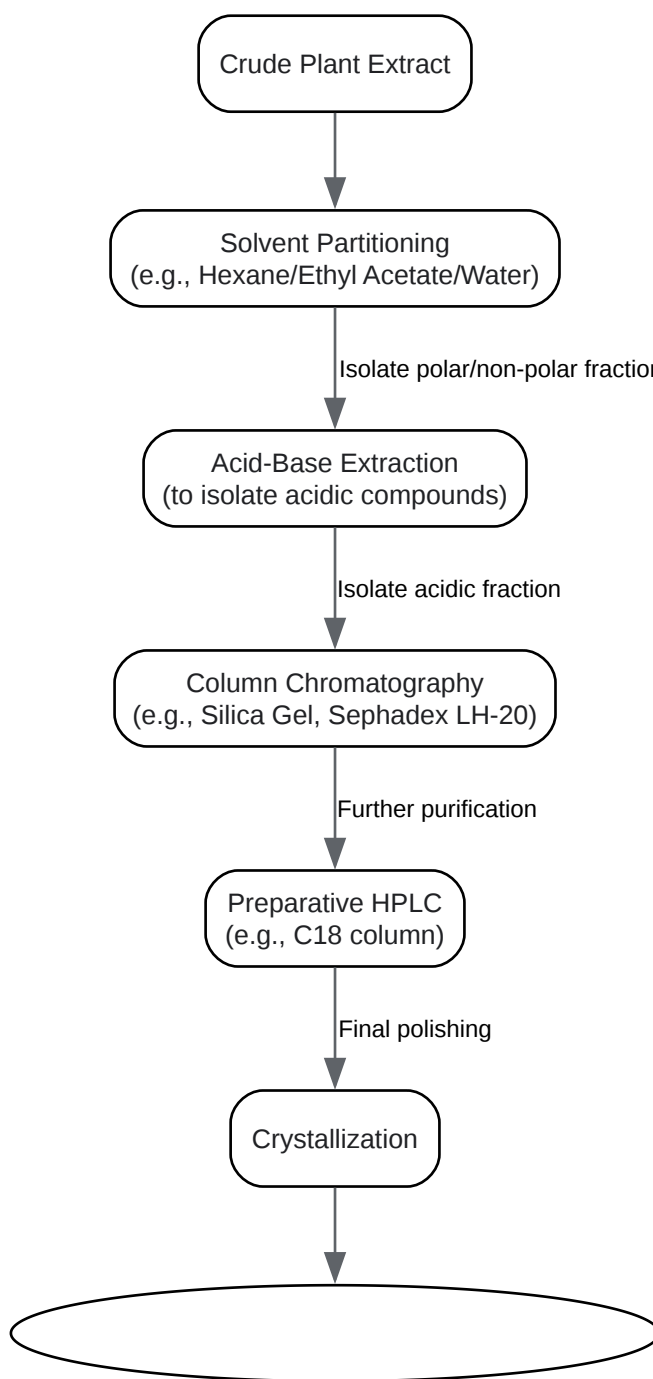 Crude Plant Extract
Solvent Partitioning
(e.g., Hexane/Ethyl Acetate/Water)
Isolate polar/non-polar fraction
Acid-Base Extraction
(to isolate acidic compounds)
Isolate acidic fraction
Column Chromatography
(e.g., Silica Gel, Sephadex LH-20)
Further purification
Preparative HPLC
(e.g., C18 column)
Final polishing
Crystallization